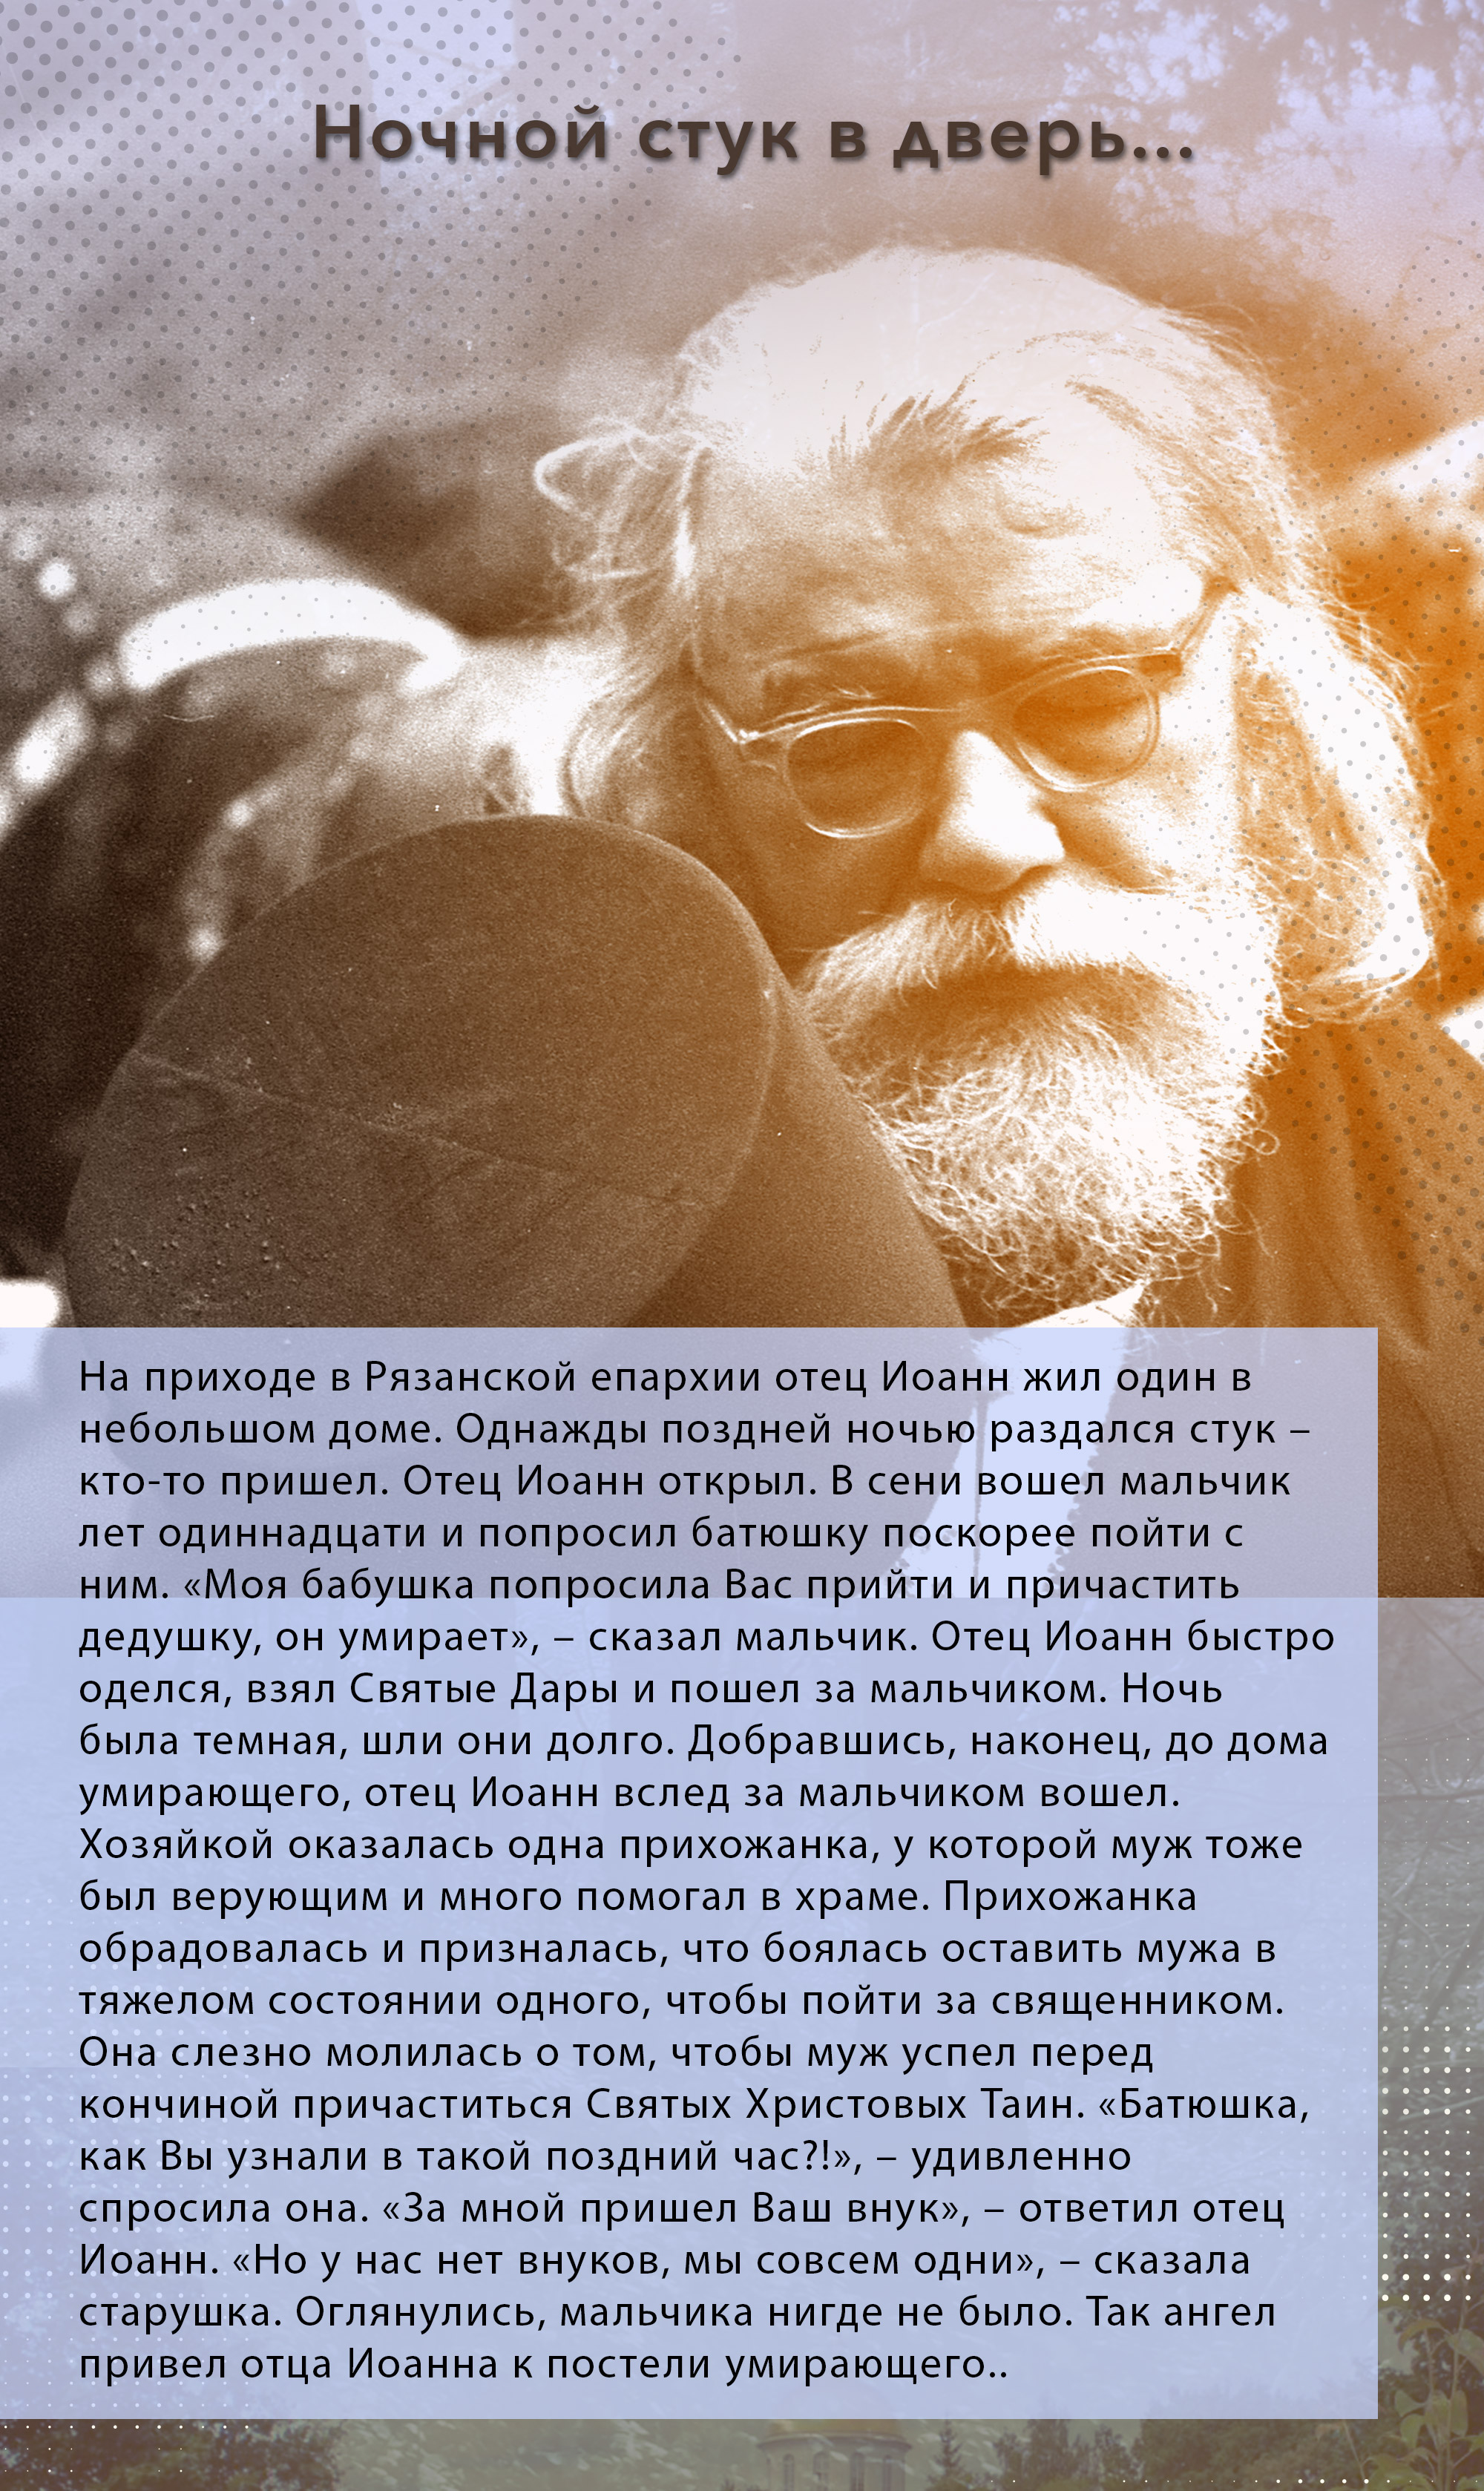 Ночной стук в дверь...
На приходе в Рязанской епархии отец Иоанн жил один в
небольшом доме. Однажды поздней ночью раздался стук –
кто-то пришел. Отец Иоанн открыл. В сени вошел мальчик
лет одиннадцати и попросил батюшку поскорее пойти с
ним. «Моя бабушка попросила Вас прийти и причастить
дедушку, он умирает», – сказал мальчик. Отец Иоанн быстро
оделся, взял Святые Дары и пошел за мальчиком. Ночь
была темная, шли они долго. Добравшись, наконец, до дома
умирающего, отец Иоанн вслед за мальчиком вошел.
Хозяйкой оказалась одна прихожанка, у которой муж тоже
был верующим и много помогал в храме. Прихожанка
обрадовалась и призналась, что боялась оставить мужа в
тяжелом состоянии одного, чтобы пойти за священником.
Она слезно молилась о том, чтобы муж успел перед
кончиной причаститься Святых Христовых Таин. «Батюшка,
как Вы узнали в такой поздний час?!», – удивленно
спросила она. «За мной пришел Ваш внук», – ответил отец
Иоанн. «Но у нас нет внуков, мы совсем одни», – сказала
старушка. Оглянулись, мальчика нигде не было. Так ангел
привел отца Иоанна к постели умирающего..